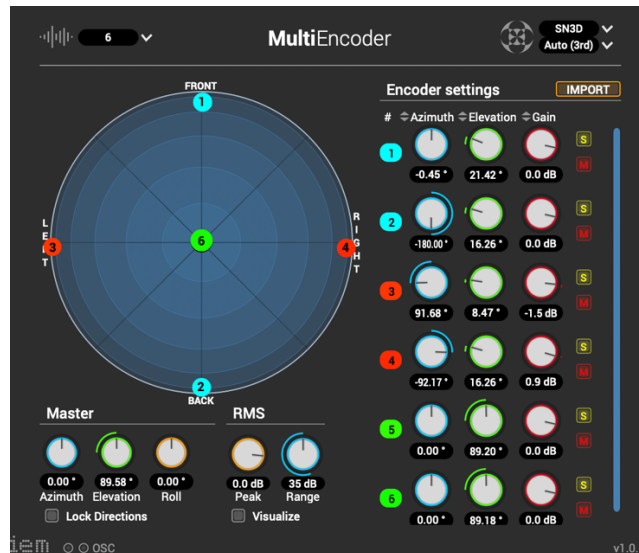 6
MultiEncoder
SN3D
Auto (3rd)
FRONT
1
LEFT
3
6
4
RIGHT
2
BACK
Encoder settings
IMPORT
# Azimuth Elevation Gain
1
S
M
-0.45 ° 21.42 ° 0.0 dB
2
S
M
-180.00 ° 16.26 ° 0.0 dB
3
S
M
91.68 ° 8.47 ° -1.5 dB
4
S
M
-92.17 ° 16.26 ° 0.9 dB
5
S
M
0.00 ° 89.20 ° 0.0 dB
6
S
M
0.00 ° 89.18 ° 0.0 dB
Master
0.00 ° 89.58 ° 0.00 °
Azimuth Elevation Roll
Lock Directions
RMS
0.0 dB 35 dB
Peak Range
Visualize
iem
OSC
v1.0.